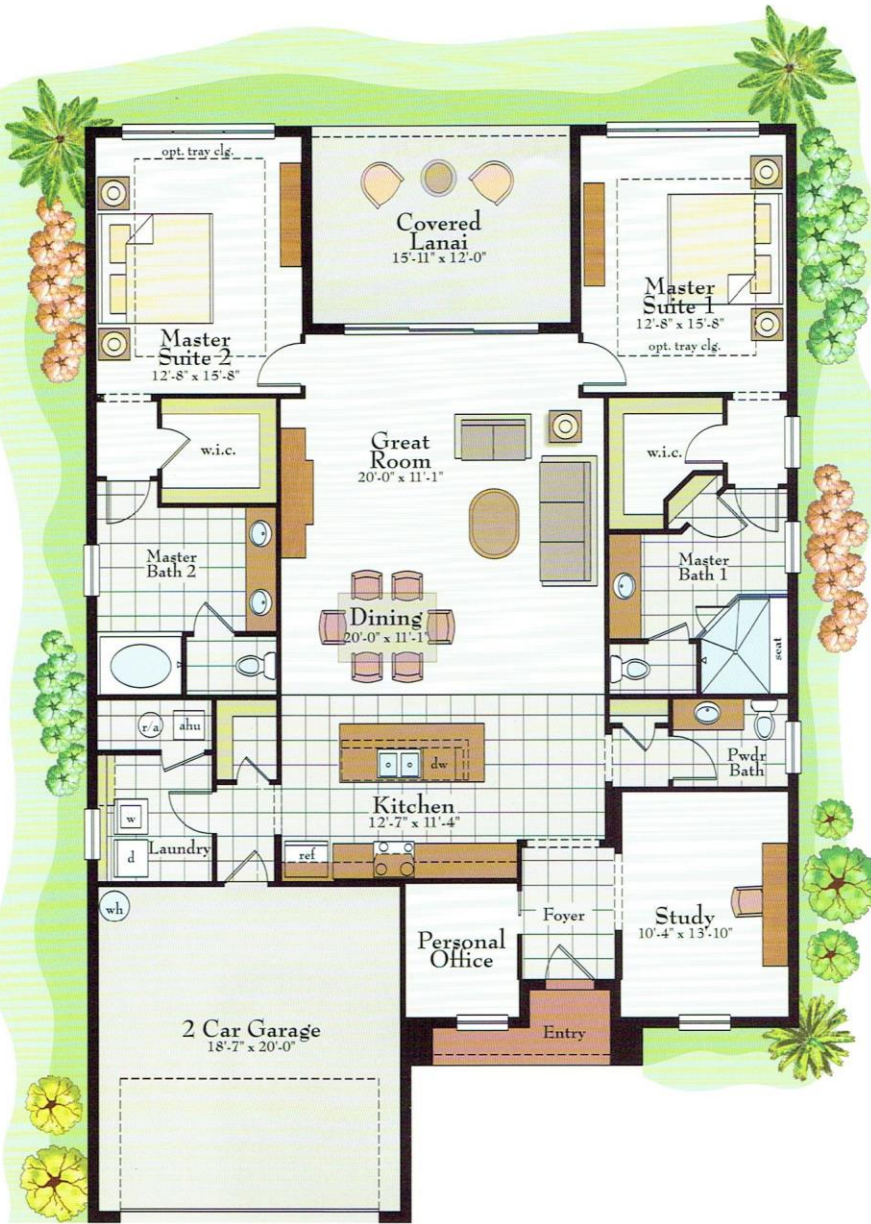 opt. tray clg.
Covered
Lanai
15'-11" x 12'-0"
Master
Suite 1
12'-8" x 15'-8"
opt. tray clg.
Master
Suite 2
12'-8" x 15'-8"
w.i.c.
Great
Room
20'-0" x 11'-1"
w.i.c.
Master
Bath 2
Master
Bath 1
Dining
20'-0" x 11'-1"
seat
r/a
ahu
dw
Pwdr
Bath
Kitchen
12'-7" x 11'-4"
w
d
Laundry
ref
wh
Foyer
Study
10'-4" x 13'-10"
Personal
Office
2 Car Garage
18'-7" x 20'-0"
Entry